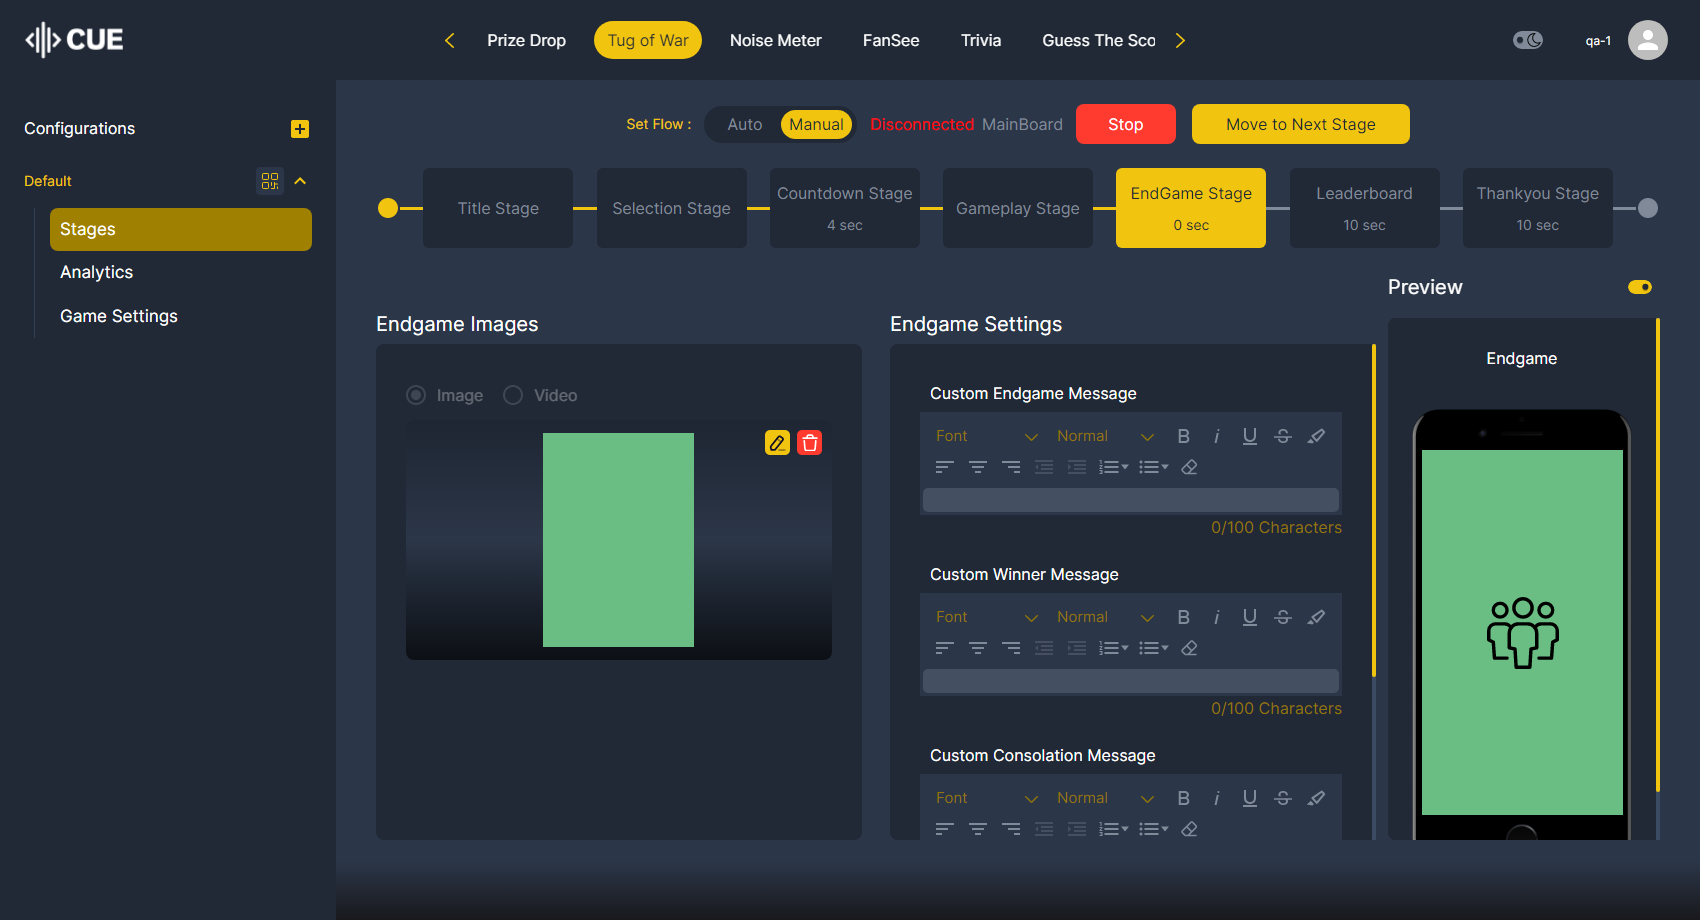 CUE
Prize Drop
Tug of War
Noise Meter
FanSee
Trivia
Guess The Sco
qa-1
Configurations
Default
Stages
Analytics
Game Settings
Set Flow :
Auto
Manual
Disconnected MainBoard
Stop
Move to Next Stage
Title Stage
Selection Stage
Countdown Stage
4 sec
Gameplay Stage
EndGame Stage
0 sec
Leaderboard
10 sec
Thankyou Stage
10 sec
Endgame Images
Image
Video
Endgame Settings
Custom Endgame Message
Font
Normal
B i U S
0/100 Characters
Custom Winner Message
Font
Normal
B i U S
0/100 Characters
Custom Consolation Message
Font
Normal
B i U S
Preview
Endgame